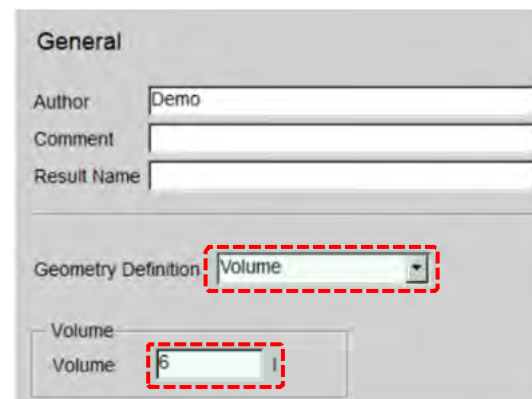 General
Author Demo
Comment
Result Name
Geometry Definition Volume
Volume
Volume 6 l